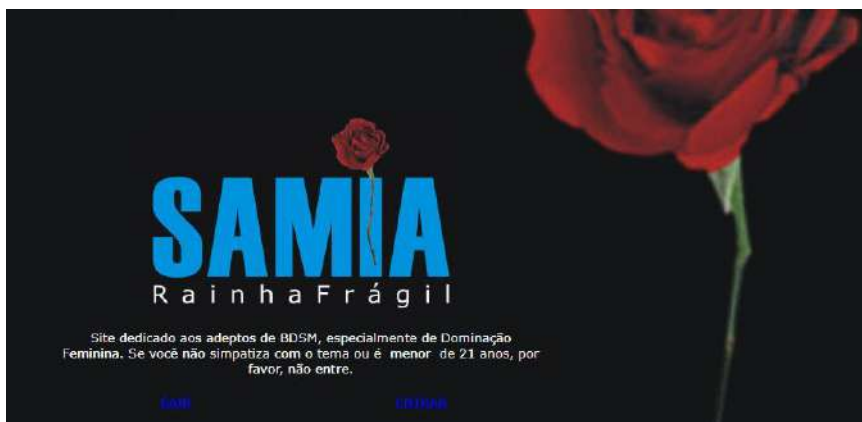 SAMIA
RainhaFrágil
Site dedicado aos adeptos de BDSM, especialmente de Dominação
Feminina. Se você não simpatiza com o tema ou é menor de 21 anos, por
favor, não entre.
SAIR ENTRAR